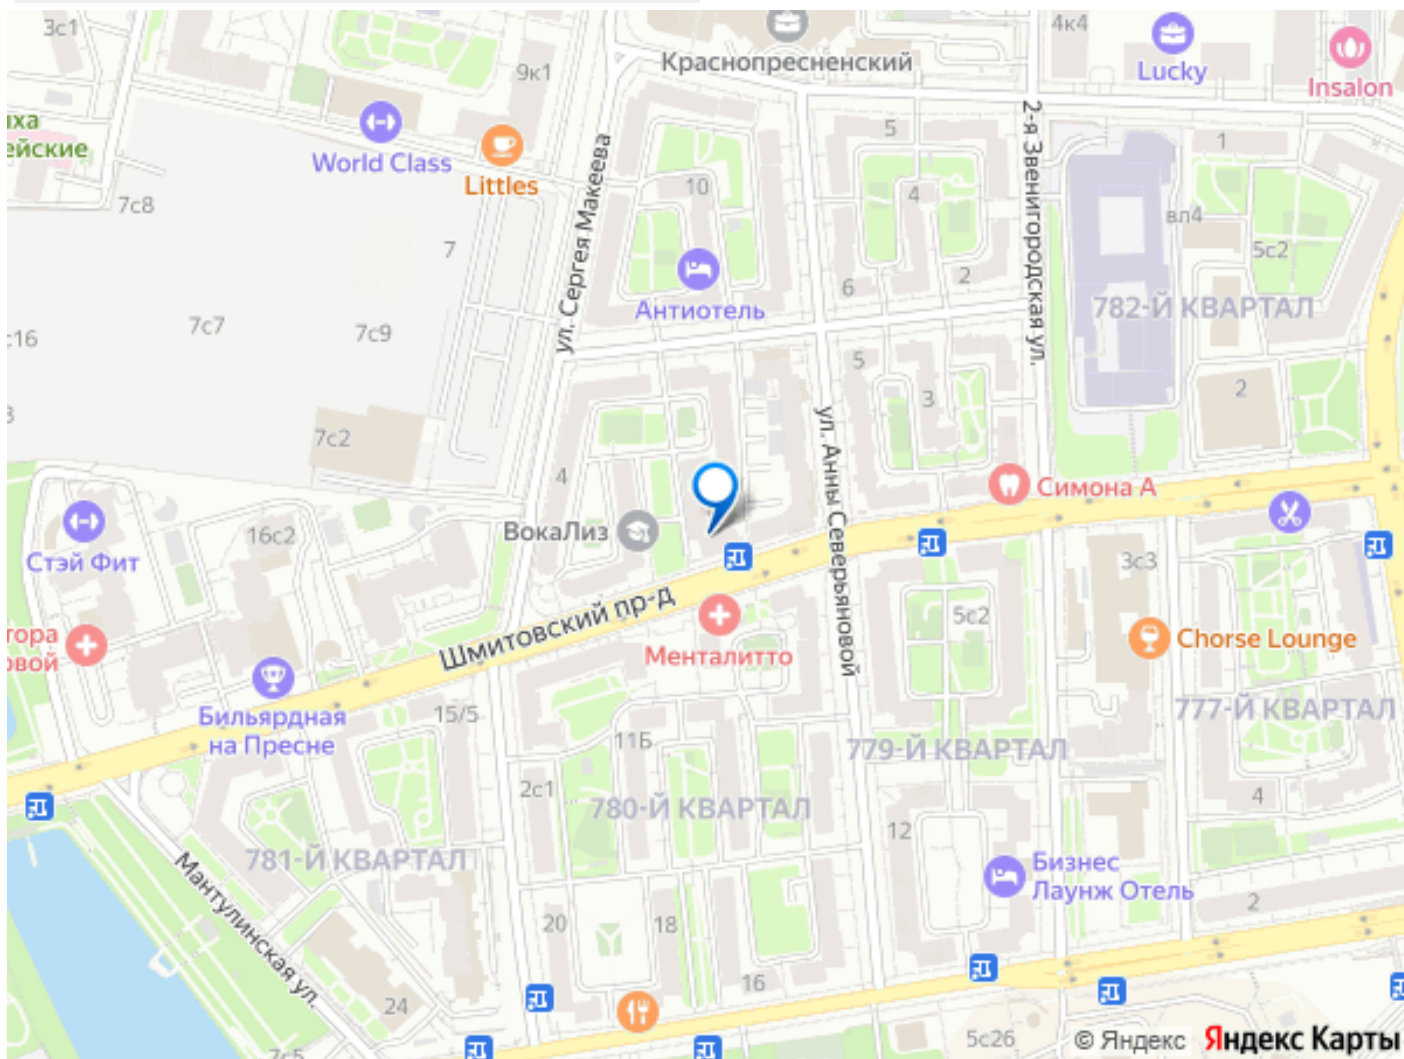 3с1
9к1
Краснопресненский
4к4
Lucky
Insalon
йские
World Class
Littles
ул. Сергея Макеева
10
5
4
2-я Звенигородская ул.
1
вл4
5с2
7с8
7
7с7
7с9
Антиотель
6
2
782-Й КВАРТАЛ
7с2
4
5
3
2
ул. Анны Северьяновой
Симона А
ВокаЛиз
16с2
Стэй Фит
Шмитовский пр-д
Менталитто
3с3
5с2
Chorse Lounge
Бильярдная
на Пресне
15/5
11Б
777-Й КВАРТАЛ
779-Й КВАРТАЛ
2с1
780-Й КВАРТАЛ
4
781-Й КВАРТАЛ
12
Мантулинская ул.
Бизнес
Лаунж Отель
2
20
18
16
24
5с26
© Яндекс Яндекс Карты